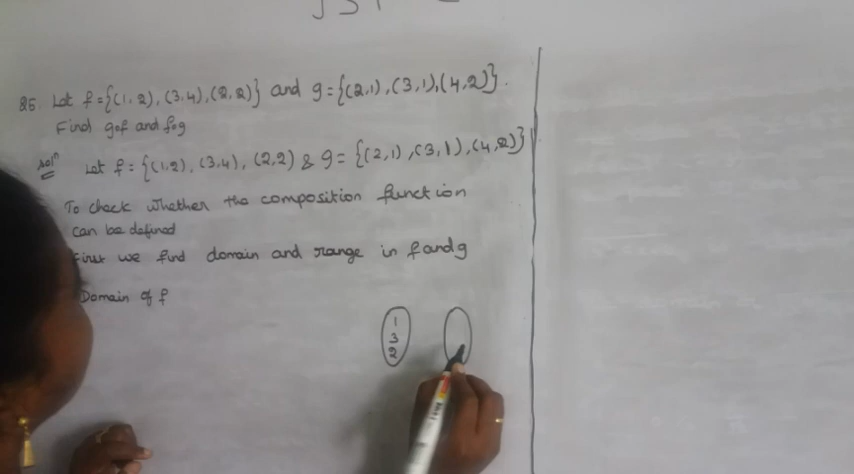 26. Let f = {(1,2), (3,4), (2,2)} and g = {(2,1), (3,1), (4,2)}.
Find gof and fog
Solⁿ Let f = {(1,2), (3,4), (2,2) & g = {(2,1), (3,1), (4,2)}
To check whether the composition function
can be defined
First we find domain and range in f and g
Domain of f
1
3
2